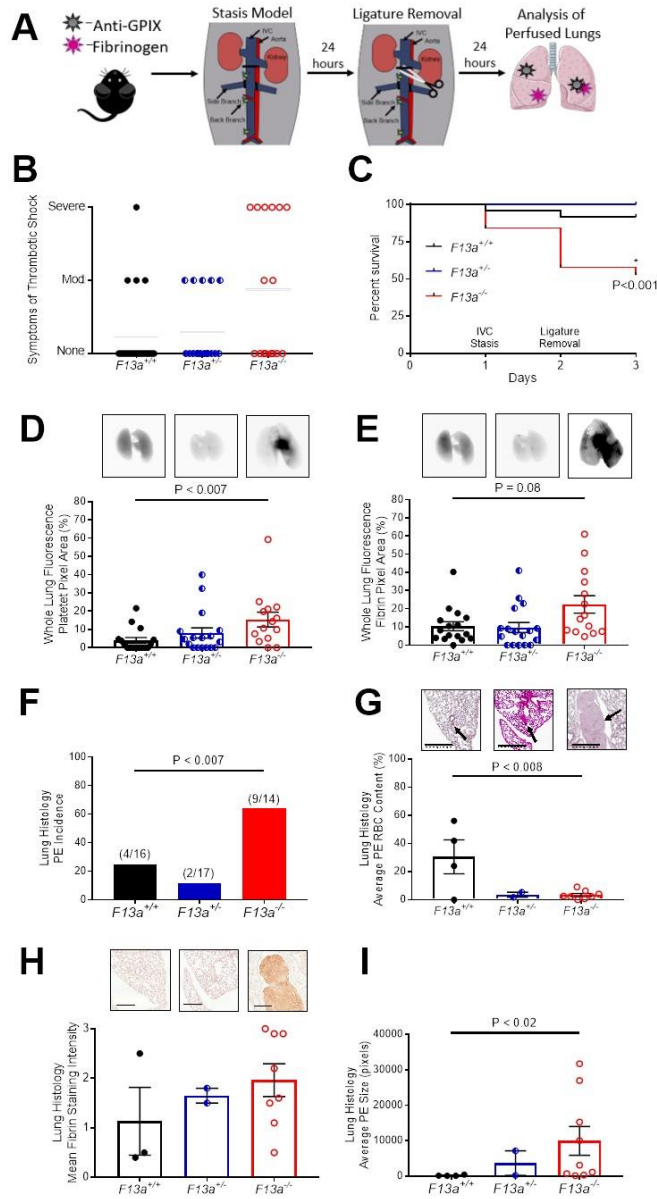 A
Anti-GPIX
Fibrinogen
Stasis Model
IVC
Aorta
Kidney
Side Branch
Back Branch
24
hours
Ligature Removal
IVC
Aorta
Kidney
Side Branch
Back Branch
24
hours
Analysis of
Perfused Lungs
B
Symptoms of Thrombotic Shock
Severe
Mod
None
F13a+/+
F13a+/-
F13a-/-
C
Percent survival
100
75
50
25
0
F13a+/+
F13a+/-
F13a-/-
*
P<0.001
IVC
Stasis
Ligature
Removal
0
1
2
3
Days
D
P < 0.007
Whole Lung Fluorescence
Platetet Pixel Area (%)
80
70
60
50
40
30
20
10
0
F13a+/+
F13a+/-
F13a-/-
E
P = 0.08
Whole Lung Fluorescence
Fibrin Pixel Area (%)
80
70
60
50
40
30
20
10
0
F13a+/+
F13a+/-
F13a-/-
F
P < 0.007
Lung Histology
PE Incidence
100
80
60
40
20
0
(4/16)
(2/17)
(9/14)
F13a+/+
F13a+/-
F13a-/-
G
P < 0.008
Lung Histology
Average PE RBC Content (%)
100
80
60
40
20
0
F13a+/+
F13a+/-
F13a-/-
H
Lung Histology
Mean Fibrin Staining Intensity
3
2
1
0
F13a+/+
F13a+/-
F13a-/-
I
P < 0.02
Lung Histology
Average PE Size (pixels)
40000
30000
20000
10000
0
F13a+/+
F13a+/-
F13a-/-